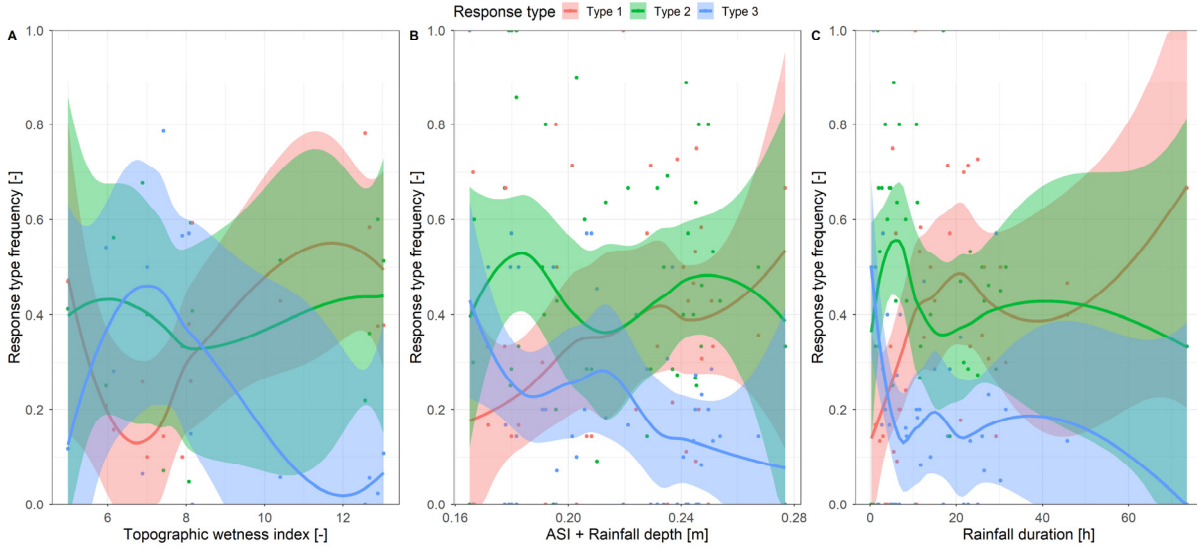 Response type Type 1 Type 2 Type 3
A
B
C
Response type frequency [-]
1.0
0.8
0.6
0.4
0.2
0.0
6 8 10 12
Topographic wetness index [-]
Response type frequency [-]
1.0
0.8
0.6
0.4
0.2
0.0
0.16 0.20 0.24 0.28
ASI + Rainfall depth [m]
Response type frequency [-]
1.0
0.8
0.6
0.4
0.2
0.0
0 20 40 60
Rainfall duration [h]